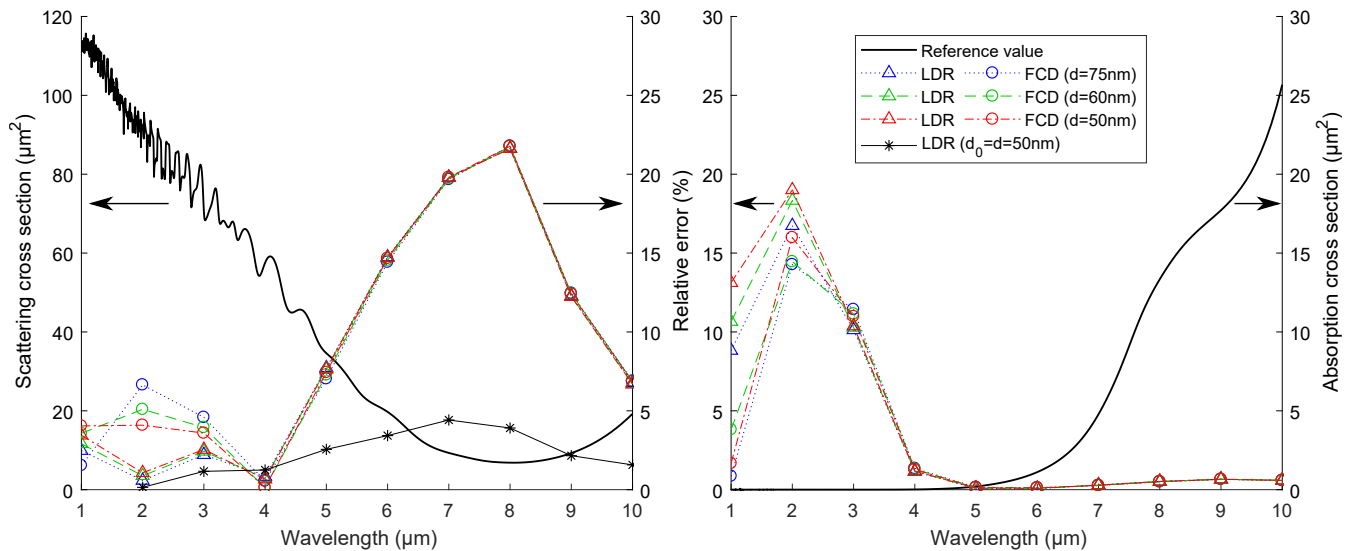 Scattering cross section (μm²)
120
100
80
60
40
20
0
30
25
20
15
10
5
0
1 2 3 4 5 6 7 8 9 10
Wavelength (μm)
Relative error (%)
30
25
20
15
10
5
0
Reference value
LDR FCD (d=75nm)
LDR FCD (d=60nm)
LDR FCD (d=50nm)
LDR (d₀=d=50nm)
30
25
20
15
10
5
0
Absorption cross section (μm²)
1 2 3 4 5 6 7 8 9 10
Wavelength (μm)